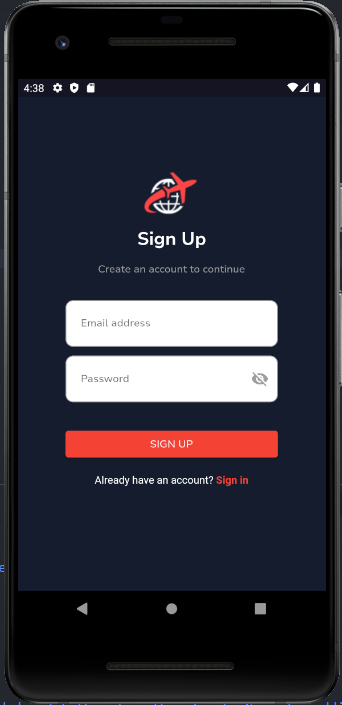 4:38
Sign Up
Create an account to continue
Email address
Password
SIGN UP
Already have an account? Sign in